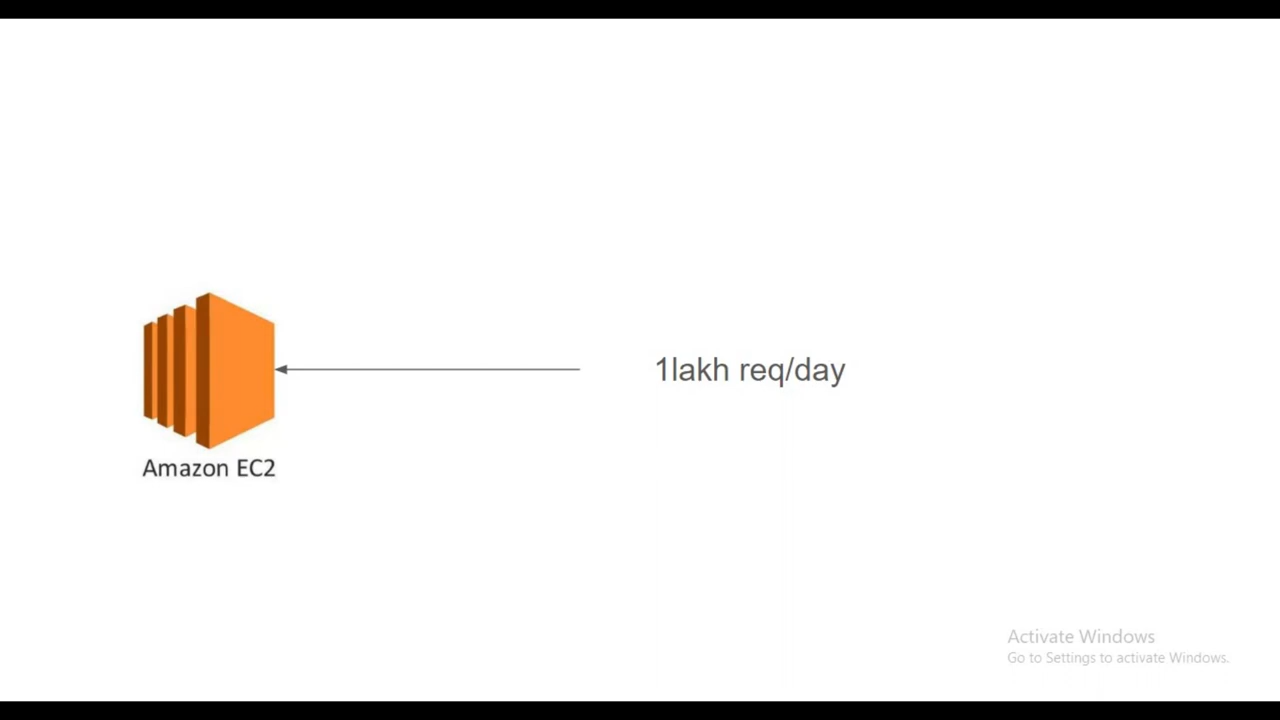 1lakh req/day
Amazon EC2
Activate Windows
Go to Settings to activate Windows.